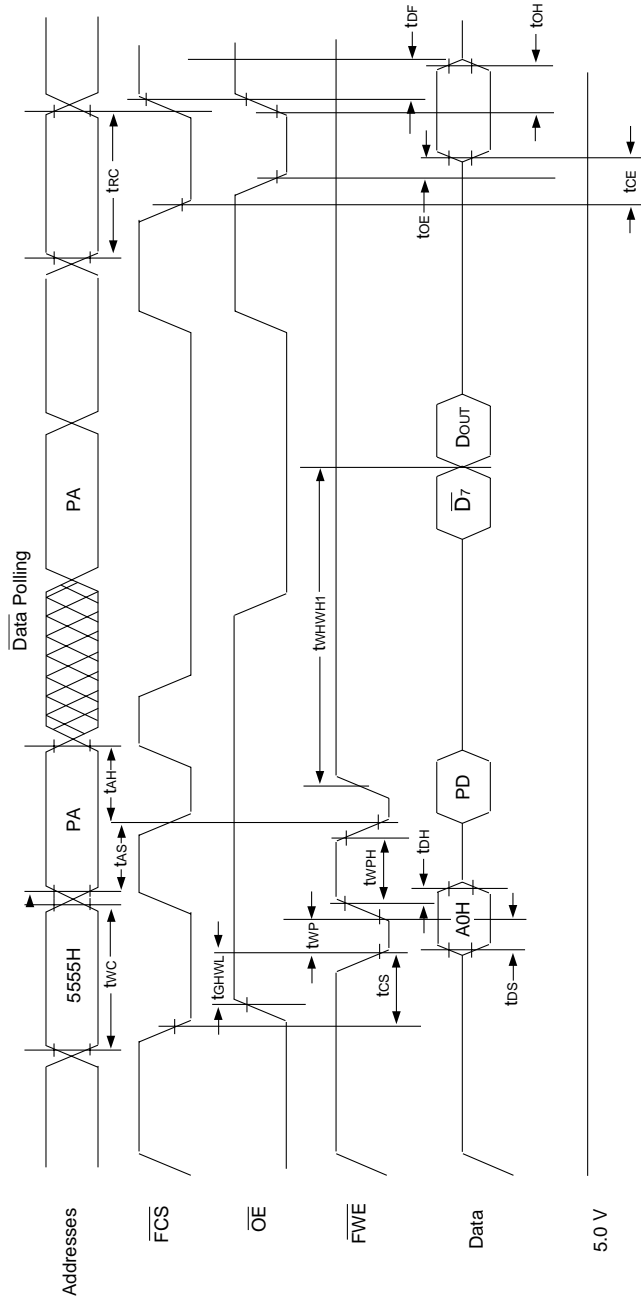 Data Polling
Addresses
5555H
PA
PA
tWC
tAS
tAH
tRC
FCS
OE
tGHWL
FWE
tCS
tWP
tWPH
tWHWH1
tDH
tDF
Data
A0H
PD
D7
DOUT
tDS
tOE
tOH
tCE
5.0 V